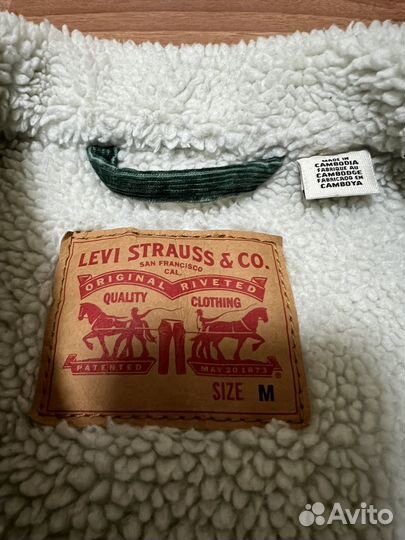 MADE IN
CAMBODIA
FABRIQUE AU
CAMBODGE
FABRICADO EN
CAMBOYA
LEVI STRAUSS & CO.
SAN FRANCISCO
CAL.
ORIGINAL RIVETED
QUALITY CLOTHING
PATENTED MAY 20 1873
SIZE M
Avito